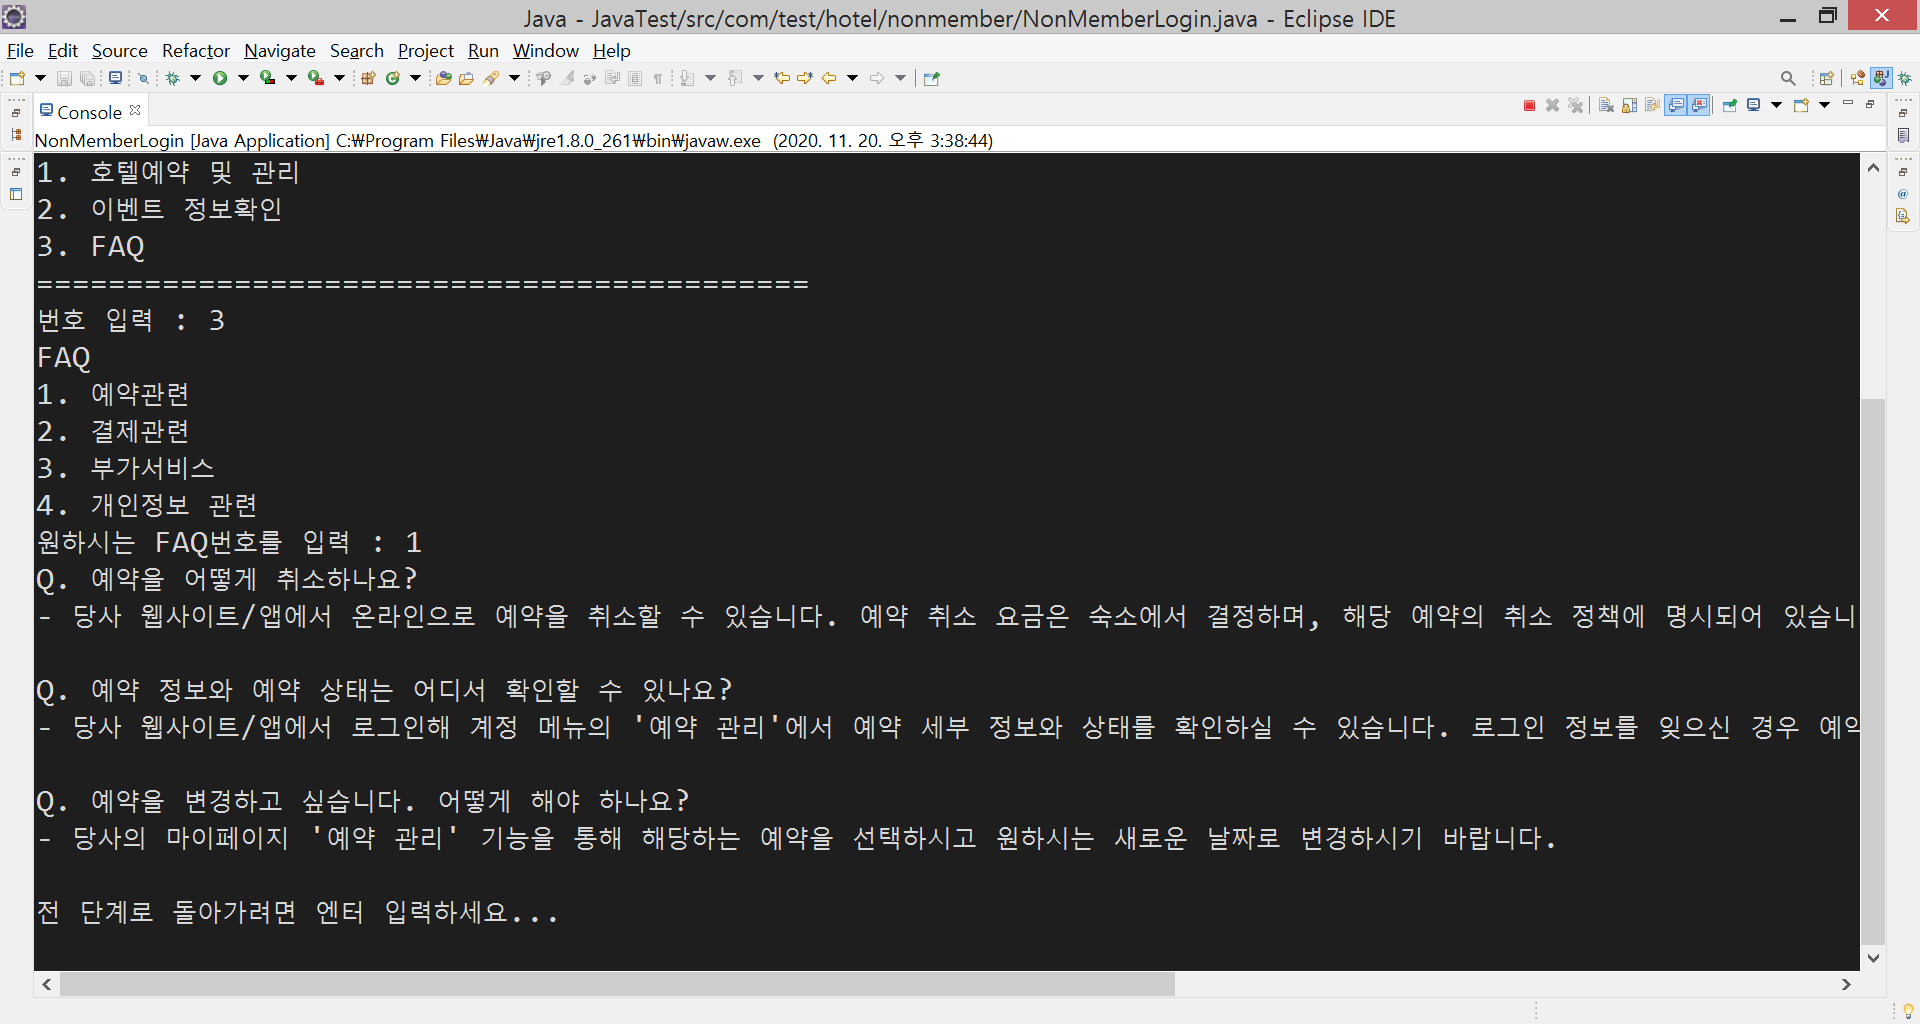 Java - JavaTest/src/com/test/hotel/nonmember/NonMemberLogin.java - Eclipse IDE
File Edit Source Refactor Navigate Search Project Run Window Help
Console
NonMemberLogin [Java Application] C:₩Program Files₩Java₩jre1.8.0_261₩bin₩javaw.exe (2020. 11. 20. 오후 3:38:44)
1. 호텔예약 및 관리
2. 이벤트 정보확인
3. FAQ
===========================================
번호 입력 : 3
FAQ
1. 예약관련
2. 결제관련
3. 부가서비스
4. 개인정보 관련
원하시는 FAQ번호를 입력 : 1
Q. 예약을 어떻게 취소하나요?
- 당사 웹사이트/앱에서 온라인으로 예약을 취소할 수 있습니다. 예약 취소 요금은 숙소에서 결정하며, 해당 예약의 취소 정책에 명시되어 있습니
Q. 예약 정보와 예약 상태는 어디서 확인할 수 있나요?
- 당사 웹사이트/앱에서 로그인해 계정 메뉴의 '예약 관리'에서 예약 세부 정보와 상태를 확인하실 수 있습니다. 로그인 정보를 잊으신 경우 예약
Q. 예약을 변경하고 싶습니다. 어떻게 해야 하나요?
- 당사의 마이페이지 '예약 관리' 기능을 통해 해당하는 예약을 선택하시고 원하시는 새로운 날짜로 변경하시기 바랍니다.
전 단계로 돌아가려면 엔터 입력하세요...